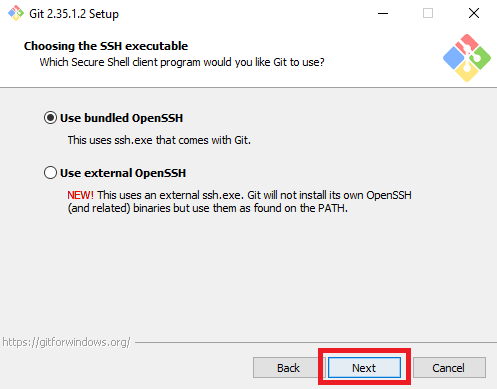 Git 2.35.1.2 Setup
Choosing the SSH executable
Which Secure Shell client program would you like Git to use?
Use bundled OpenSSH
This uses ssh.exe that comes with Git.
Use external OpenSSH
NEW! This uses an external ssh.exe. Git will not install its own OpenSSH
(and related) binaries but use them as found on the PATH.
https://gitforwindows.org/
Back
Next
Cancel